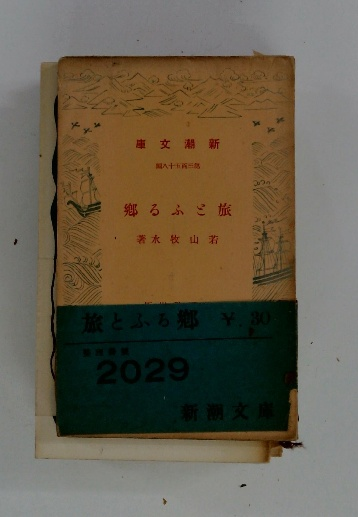 新潮文庫
第三百五十八編
旅とふる郷
若山牧水著
旅とふる郷 ¥.30
2029
新潮文庫